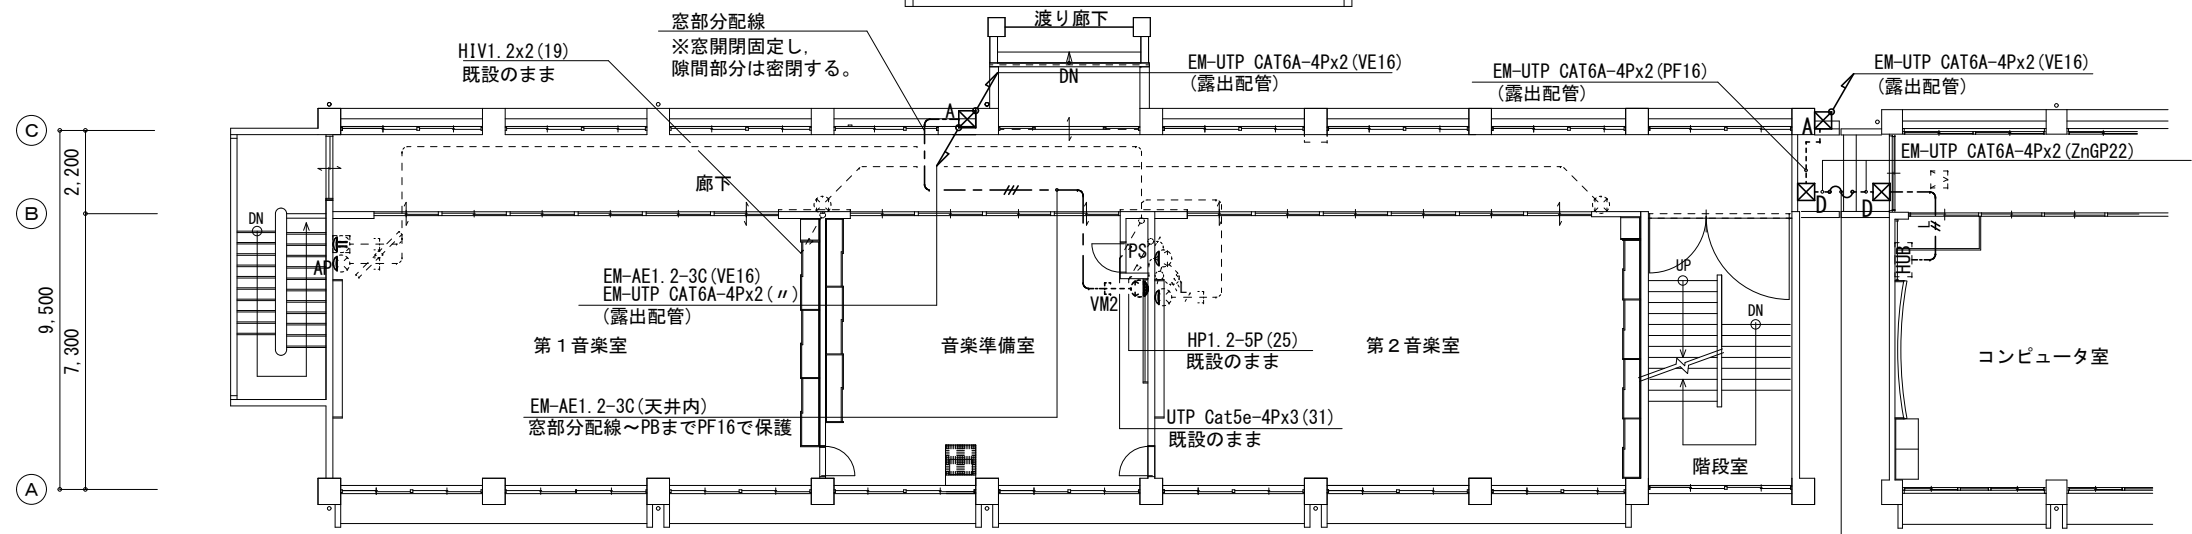 渡り廊下
窓部分配線
※窓開閉固定し,
隙間部分は密閉する。
HIV1.2x2(19)
既設のまま
DN
EM-UTP CAT6A-4Px2(VE16)
(露出配管)
EM-UTP CAT6A-4Px2(PF16)
(露出配管)
EM-UTP CAT6A-4Px2(VE16)
(露出配管)
A
A
C
2,200
EM-UTP CAT6A-4Px2(ZnGP22)
廊下
B
DN
D
D
PS
HUB
AP
UP
EM-AE1.2-3C(VE16)
EM-UTP CAT6A-4Px2(〃)
(露出配管)
VM2
L
DN
9,500
7,300
第1音楽室
音楽準備室
HP1.2-5P(25)
既設のまま
第2音楽室
コンピュータ室
EM-AE1.2-3C(天井内)
窓部分配線~PBまでPF16で保護
UTP Cat5e-4Px3(31)
既設のまま
階段室
A